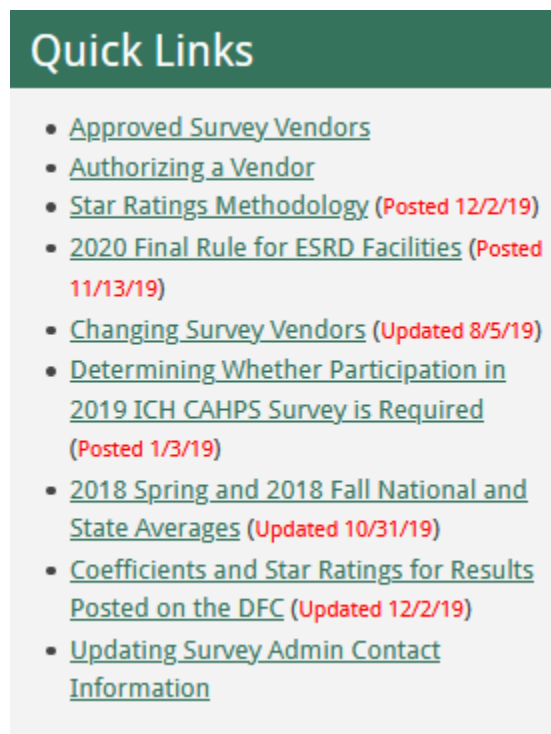 Quick Links
Approved Survey Vendors
Authorizing a Vendor
Star Ratings Methodology (Posted 12/2/19)
2020 Final Rule for ESRD Facilities (Posted
11/13/19)
Changing Survey Vendors (Updated 8/5/19)
Determining Whether Participation in
2019 ICH CAHPS Survey is Required
(Posted 1/3/19)
2018 Spring and 2018 Fall National and
State Averages (Updated 10/31/19)
Coefficients and Star Ratings for Results
Posted on the DFC (Updated 12/2/19)
Updating Survey Admin Contact
Information